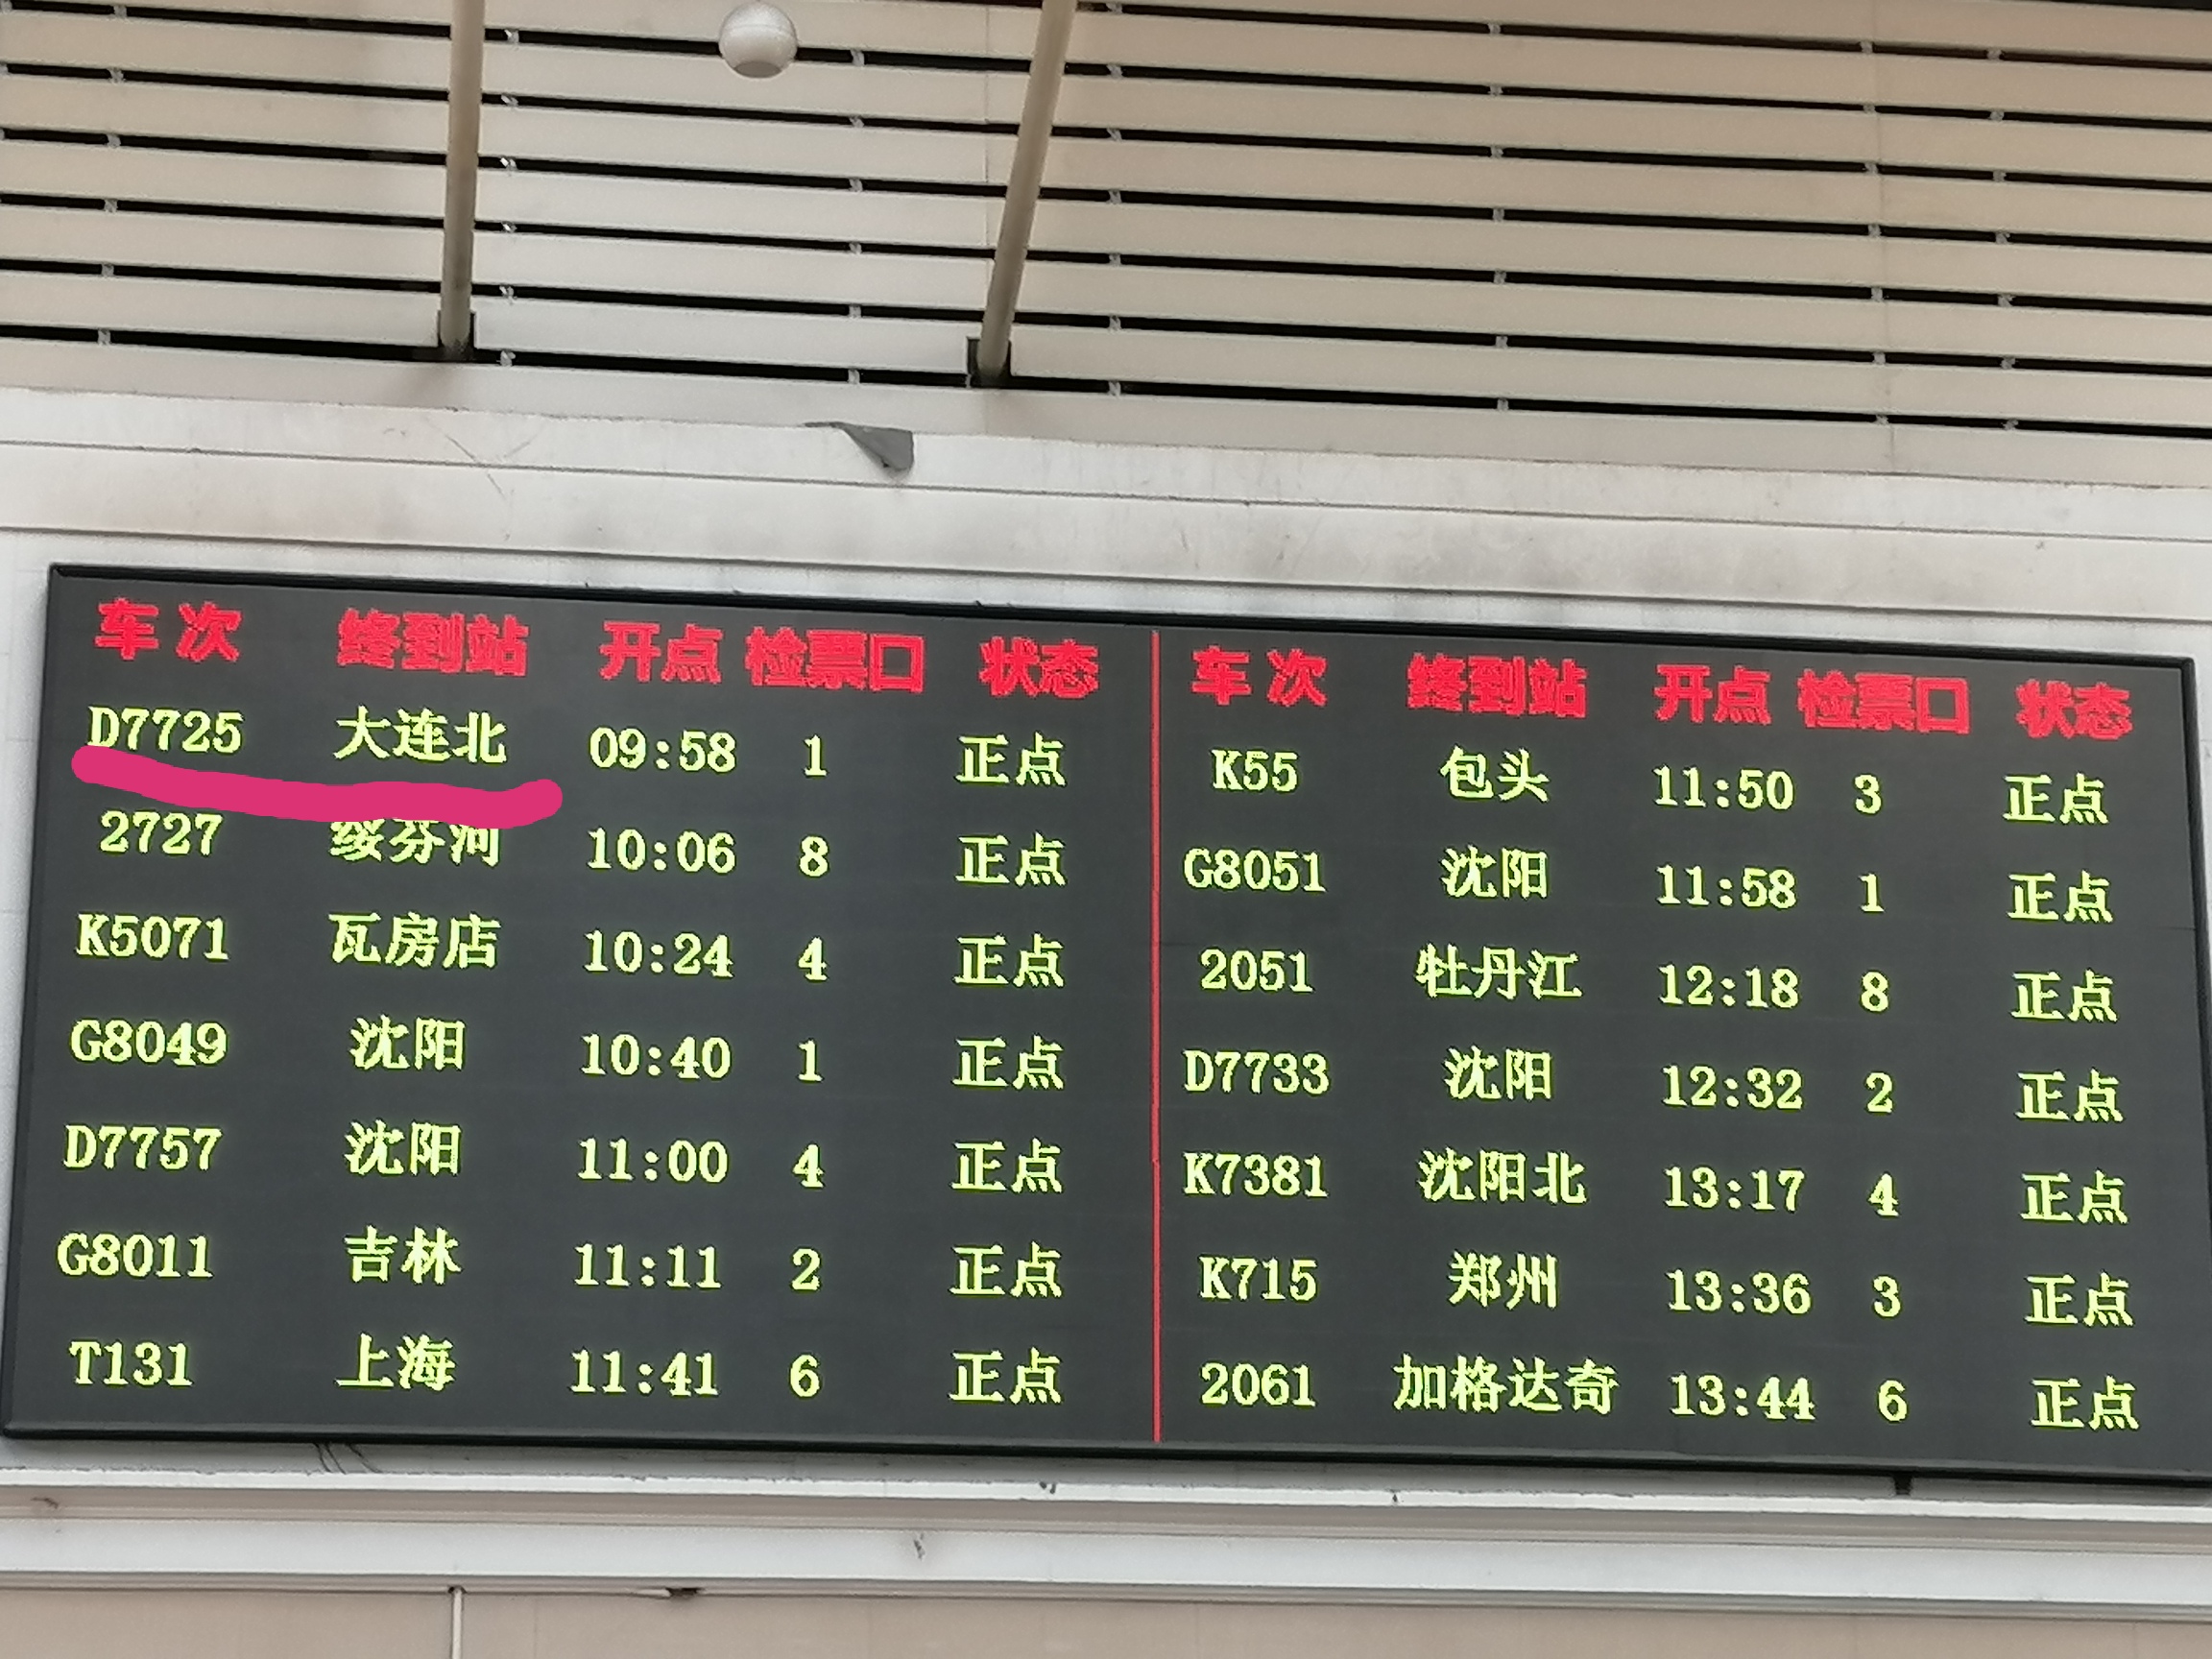 车次 终到站 开点 检票口 状态
D7725 大连北 09:58 1 正点
2727 绥芬河 10:06 8 正点
K5071 瓦房店 10:24 4 正点
G8049 沈阳 10:40 1 正点
D7757 沈阳 11:00 4 正点
G8011 吉林 11:11 2 正点
T131 上海 11:41 6 正点
车次 终到站 开点 检票口 状态
K55 包头 11:50 3 正点
G8051 沈阳 11:58 1 正点
2051 牡丹江 12:18 8 正点
D7733 沈阳 12:32 2 正点
K7381 沈阳北 13:17 4 正点
K715 郑州 13:36 3 正点
2061 加格达奇 13:44 6 正点